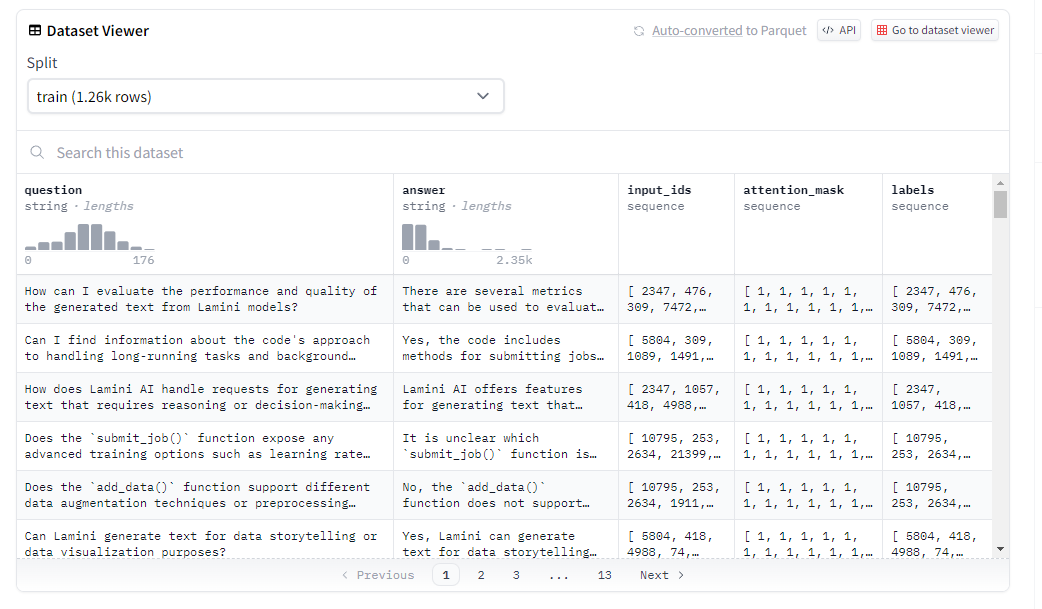 Dataset Viewer
Auto-converted to Parquet
API
Go to dataset viewer
Split
train (1.26k rows)
Search this dataset
question
string · lengths
0
176
answer
string · lengths
0
2.35k
input_ids
sequence
attention_mask
sequence
labels
sequence
How can I evaluate the performance and quality of
the generated text from Lamini models?
There are several metrics
that can be used to evaluat…
[ 2347, 476,
309, 7472,…
[ 1, 1, 1, 1, 1,
1, 1, 1, 1, 1, 1,…
[ 2347, 476,
309, 7472,…
Can I find information about the code's approach
to handling long-running tasks and background…
Yes, the code includes
methods for submitting jobs…
[ 5804, 309,
1089, 1491,…
[ 1, 1, 1, 1, 1,
1, 1, 1, 1, 1, 1,…
[ 5804, 309,
1089, 1491,…
How does Lamini AI handle requests for generating
text that requires reasoning or decision-making…
Lamini AI offers features
for generating text that…
[ 2347, 1057,
418, 4988,…
[ 1, 1, 1, 1, 1,
1, 1, 1, 1, 1, 1,…
[ 2347,
1057, 418,…
Does the `submit_job()` function expose any
advanced training options such as learning rate…
It is unclear which
`submit_job()` function is…
[ 10795, 253,
2634, 21399,…
[ 1, 1, 1, 1, 1,
1, 1, 1, 1, 1, 1,…
[ 10795,
253, 2634,…
Does the `add_data()` function support different
data augmentation techniques or preprocessing…
No, the `add_data()`
function does not support…
[ 10795, 253,
2634, 1911,…
[ 1, 1, 1, 1, 1,
1, 1, 1, 1, 1, 1,…
[ 10795,
253, 2634,…
Can Lamini generate text for data storytelling or
data visualization purposes?
Yes, Lamini can generate
text for data storytelling…
[ 5804, 418,
4988, 74,…
[ 1, 1, 1, 1, 1,
1, 1, 1, 1, 1, 1,…
[ 5804, 418,
4988, 74,…
Previous 1 2 3 ... 13 Next